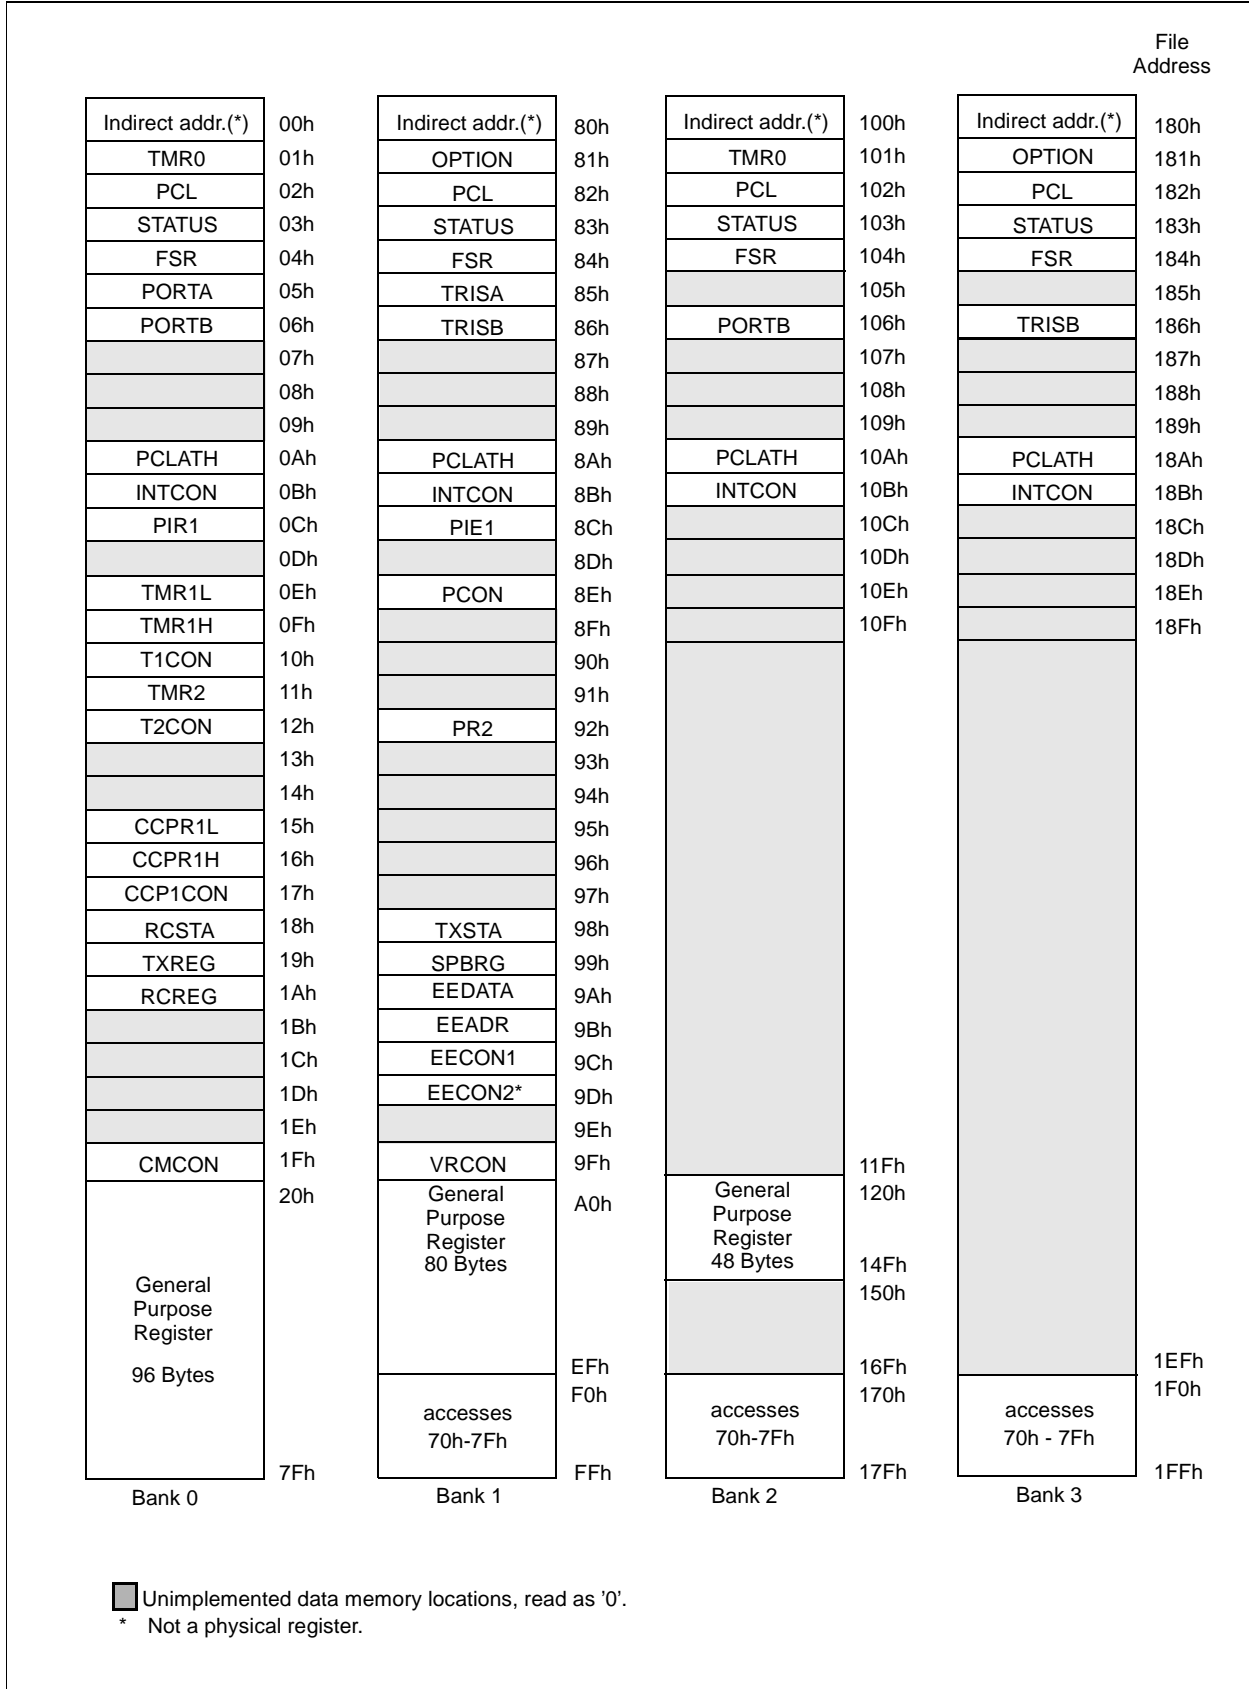 File
Address
Indirect addr.(*) 00h Indirect addr.(*) 80h Indirect addr.(*) 100h Indirect addr.(*) 180h
TMR0 01h OPTION 81h TMR0 101h OPTION 181h
PCL 02h PCL 82h PCL 102h PCL 182h
STATUS 03h STATUS 83h STATUS 103h STATUS 183h
FSR 04h FSR 84h FSR 104h FSR 184h
PORTA 05h TRISA 85h 105h 185h
PORTB 06h TRISB 86h PORTB 106h TRISB 186h
07h 87h 107h 187h
08h 88h 108h 188h
09h 89h 109h 189h
PCLATH 0Ah PCLATH 8Ah PCLATH 10Ah PCLATH 18Ah
INTCON 0Bh INTCON 8Bh INTCON 10Bh INTCON 18Bh
PIR1 0Ch PIE1 8Ch 10Ch 18Ch
0Dh 8Dh 10Dh 18Dh
TMR1L 0Eh PCON 8Eh 10Eh 18Eh
TMR1H 0Fh 8Fh 10Fh 18Fh
T1CON 10h 90h
TMR2 11h 91h
T2CON 12h PR2 92h
13h 93h
14h 94h
CCPR1L 15h 95h
CCPR1H 16h 96h
CCP1CON 17h 97h
RCSTA 18h TXSTA 98h
TXREG 19h SPBRG 99h
RCREG 1Ah EEDATA 9Ah
1Bh EEADR 9Bh
1Ch EECON1 9Ch
1Dh EECON2* 9Dh
1Eh 9Eh
CMCON 1Fh VRCON 9Fh 11Fh
20h General A0h General 120h
Purpose Purpose
Register Register
80 Bytes 48 Bytes 14Fh
General 150h
Purpose
Register
96 Bytes EFh 16Fh 1EFh
F0h 170h 1F0h
accesses accesses accesses
70h-7Fh 70h-7Fh 70h - 7Fh
7Fh FFh 17Fh 1FFh
Bank 0 Bank 1 Bank 2 Bank 3
Unimplemented data memory locations, read as '0'.
* Not a physical register.